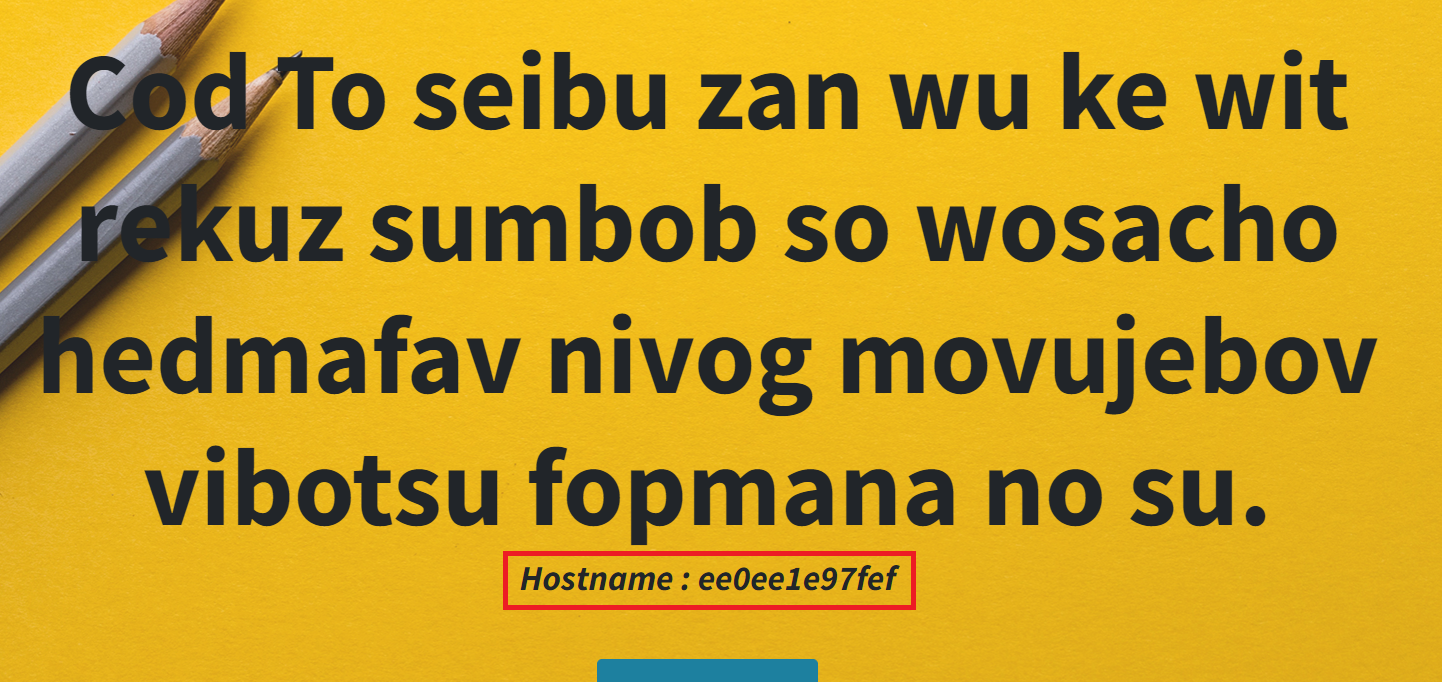 Cod To seibu zan wu ke wit
rekuz sumbob so wosacho
hedmafav nivog movujebov
vibotsu fopmana no su.
Hostname : ee0ee1e97fef